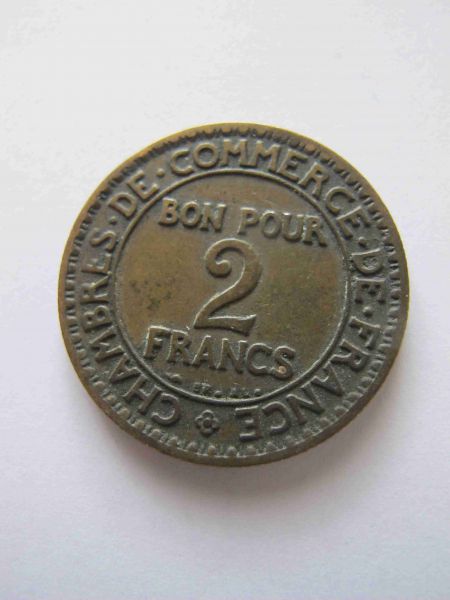 CHAMBRES · DE · COMMERCE · DE · FRANCE
BON POUR
2
FRANCS